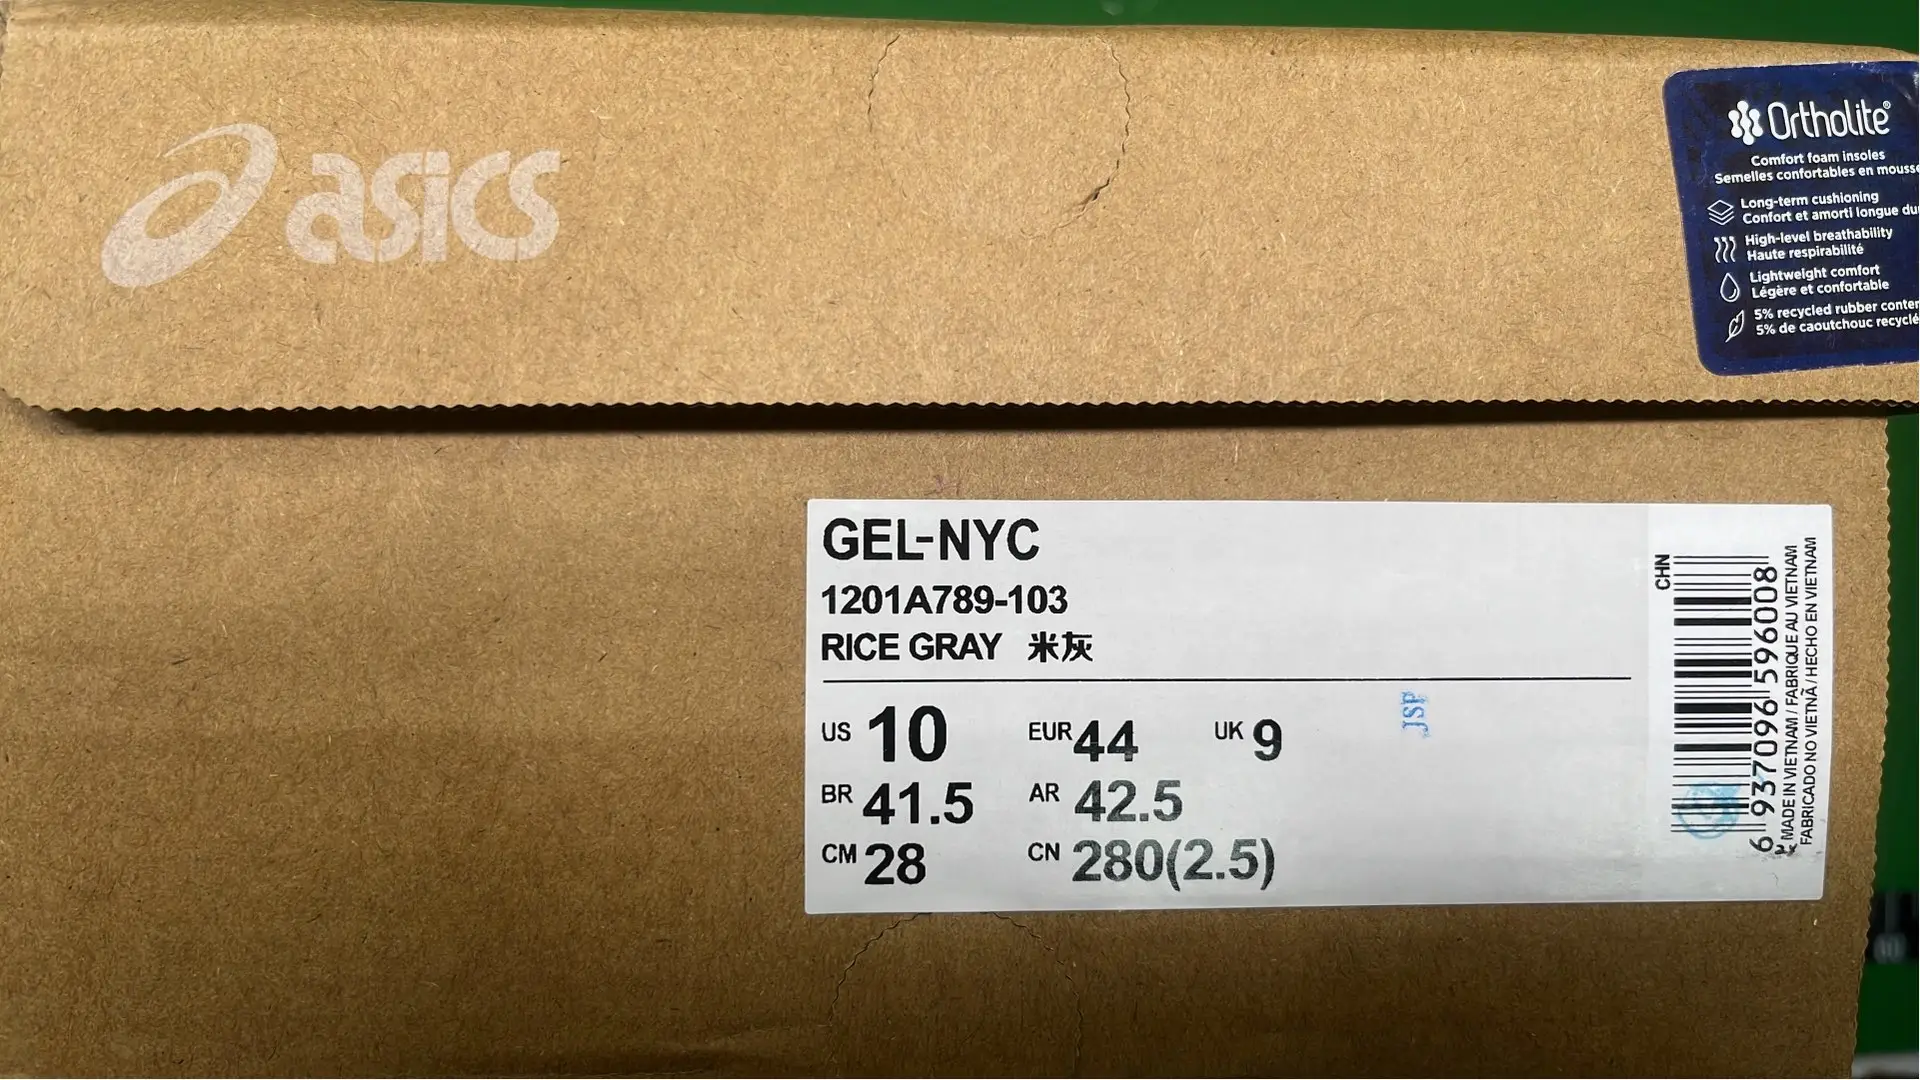 asics
Ortholite®
Comfort foam insoles
Semelles confortables en mousse
Long-term cushioning
Confort et amorti longue
High-level breathability
Haute respirabilité
Lightweight comfort
Légère et confortable
5% recycled rubber
5% de caoutchouc recyclé
GEL-NYC
1201A789-103
RICE GRAY 米灰
US 10 EUR 44 UK 9
BR 41.5 AR 42.5
CM 28 CN 280(2.5)
JSP
CHN
6 937096 596008
MADE IN VIETNAM / FABRIQUE AU VIETNAM
FABRICADO NO VIETNÃ / HECHO EN VIETNAM